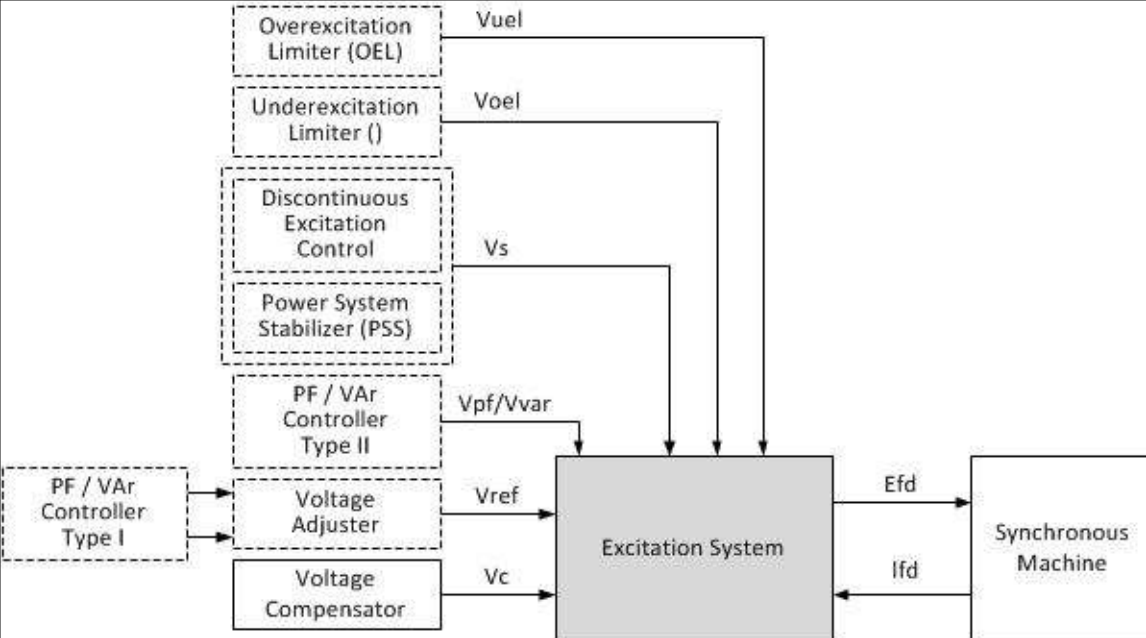 Overexcitation
Limiter (OEL)
Vuel
Underexcitation
Limiter ()
Voel
Discontinuous
Excitation
Control
Vs
Power System
Stabilizer (PSS)
PF / VAr
Controller
Type II
Vpf/Vvar
PF / VAr
Controller
Type I
Voltage
Adjuster
Vref
Voltage
Compensator
Vc
Excitation System
Efd
Ifd
Synchronous
Machine